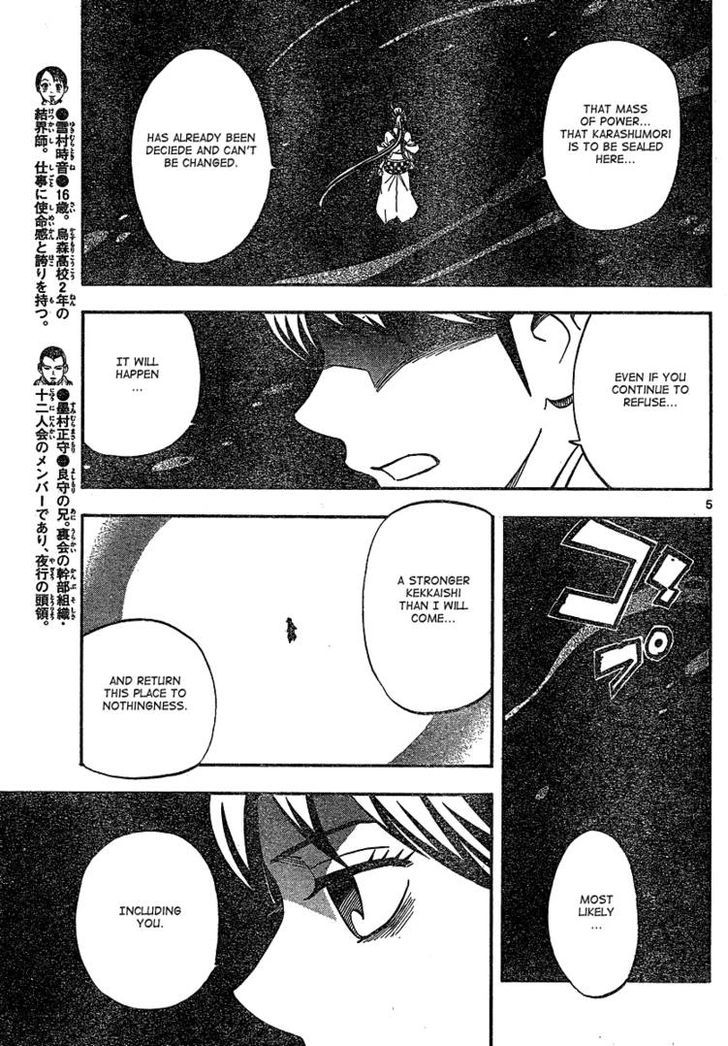 THAT MASS
OF POWER...
THAT KARASHUMORI
IS TO BE SEALED
HERE...
HAS ALREADY BEEN
DECIEDE AND CAN'T
BE CHANGED.
EVEN IF YOU
CONTINUE TO
REFUSE...
IT WILL
HAPPEN
...
5
ゴ
プ
MOST
LIKELY
...
A STRONGER
KEKKAISHI
THAN I WILL
COME...
AND RETURN
THIS PLACE TO
NOTHINGNESS.
INCLUDING
YOU.
●雪村時音●16歳。烏森高校2年の
結界師。仕事に使命感と誇りを持つ。
●墨村正守●良守の兄。裏会の幹部組織・
十二人会のメンバーであり、夜行の頭領。